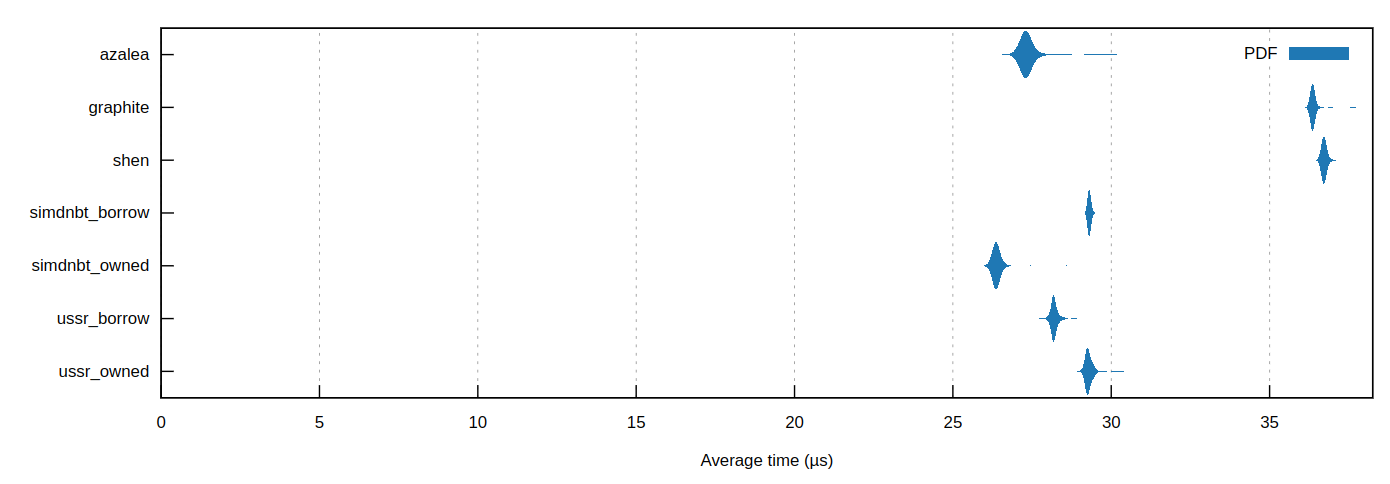 azalea
PDF
graphite
shen
simdnbt_borrow
simdnbt_owned
ussr_borrow
ussr_owned
0 5 10 15 20 25 30 35
Average time (µs)